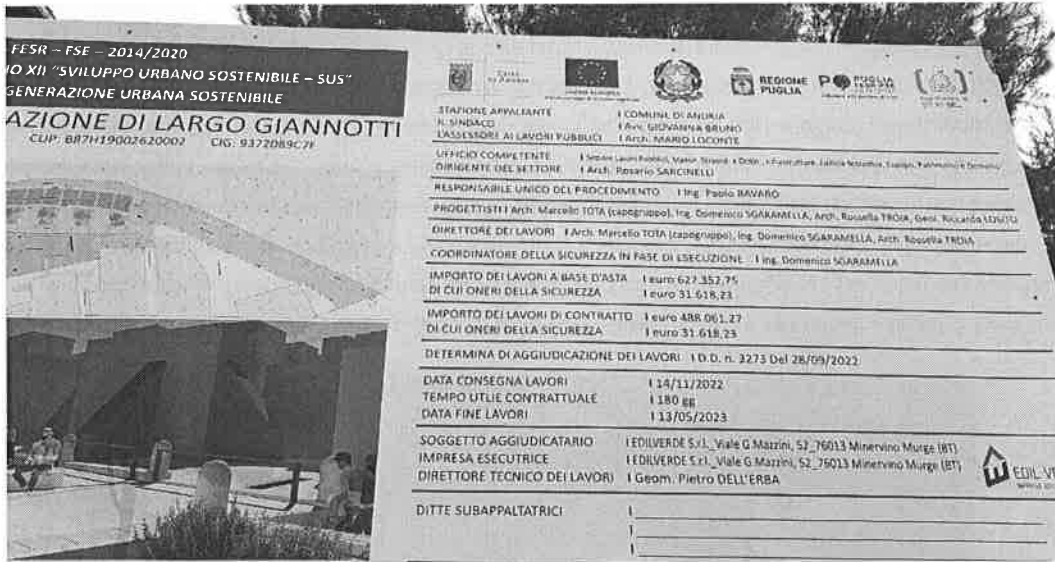 FESR – FSE – 2014/2020
IO XII "SVILUPPO URBANO SOSTENIBILE – SUS"
GENERAZIONE URBANA SOSTENIBILE
AZIONE DI LARGO GIANNOTTI
CUP: B87H19002620002 CIG: 9372089C7F
REGIONE PUGLIA
STAZIONE APPALTANTE I COMUNE DI ANDRIA
IL SINDACO I Avv. GIOVANNA BRUNO
L'ASSESSORE AI LAVORI PUBBLICI I Arch. MARIO LOCONTE
UFFICIO COMPETENTE
DIRIGENTE DEL SETTORE I Arch. Rosario SARCINELLI
RESPONSABILE UNICO DEL PROCEDIMENTO I Ing. Paolo BAVARO
PROGETTISTI I Arch. Marcello TOTA (capogruppo), Ing. Domenico SGARAMELLA, Arch. Rossella TROIA, Geol. Riccardo
DIRETTORE DEI LAVORI I Arch. Marcello TOTA (capogruppo), Ing. Domenico SGARAMELLA, Arch. Rossella TROIA
COORDINATORE DELLA SICUREZZA IN FASE DI ESECUZIONE I Ing. Domenico SGARAMELLA
IMPORTO DEI LAVORI A BASE D'ASTA I euro 627.352,75
DI CUI ONERI DELLA SICUREZZA I euro 31.618,23
IMPORTO DEI LAVORI DI CONTRATTO I euro 488.061,27
DI CUI ONERI DELLA SICUREZZA I euro 31.618,23
DETERMINA DI AGGIUDICAZIONE DEI LAVORI I D.D. n. 3273 Del 28/09/2022
DATA CONSEGNA LAVORI I 14/11/2022
TEMPO UTLIE CONTRATTUALE I 180 gg
DATA FINE LAVORI I 13/05/2023
SOGGETTO AGGIUDICATARIO I EDILVERDE S.r.l._Viale G.Mazzini, 52_76013 Minervino Murge (BT)
IMPRESA ESECUTRICE I EDILVERDE S.r.l._Viale G.Mazzini, 52_76013 Minervino Murge (BT)
DIRETTORE TECNICO DEI LAVORI I Geom. Pietro DELL'ERBA
EDIL VE
DITTE SUBAPPALTATRICI I
I
I